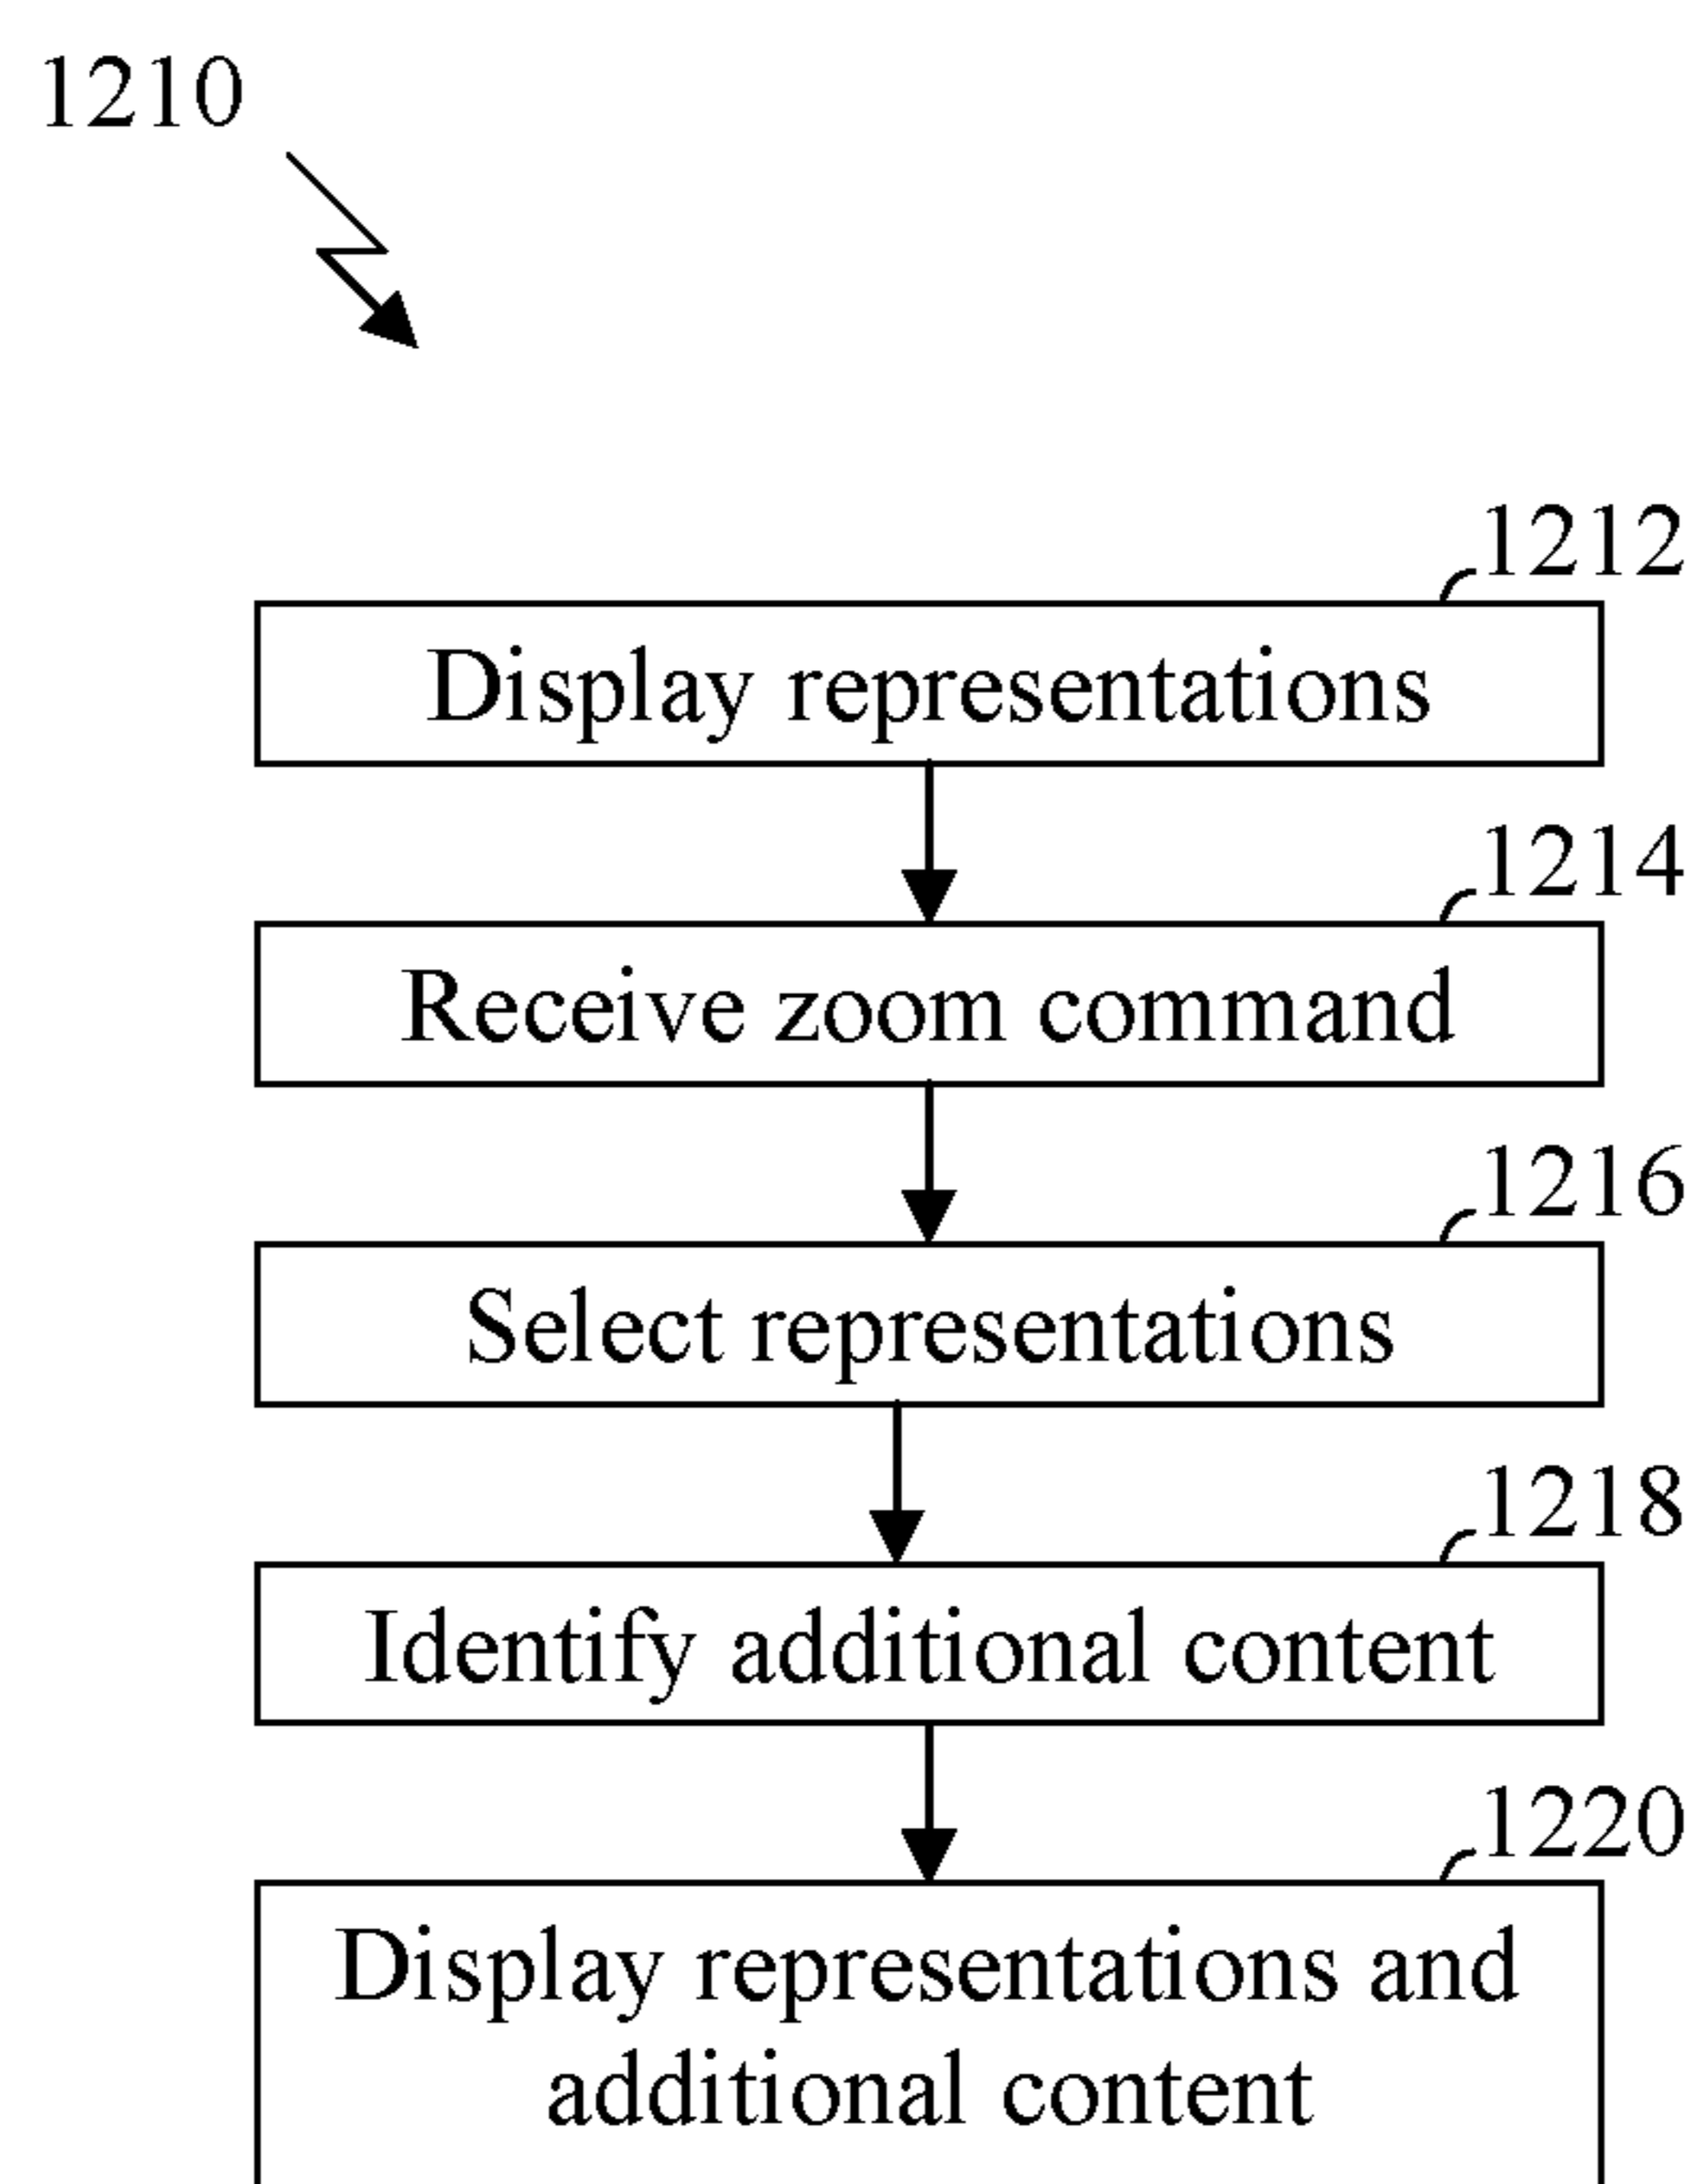 1210
1212
Display representations
1214
Receive zoom command
1216
Select representations
1218
Identify additional content
1220
Display representations and
additional content